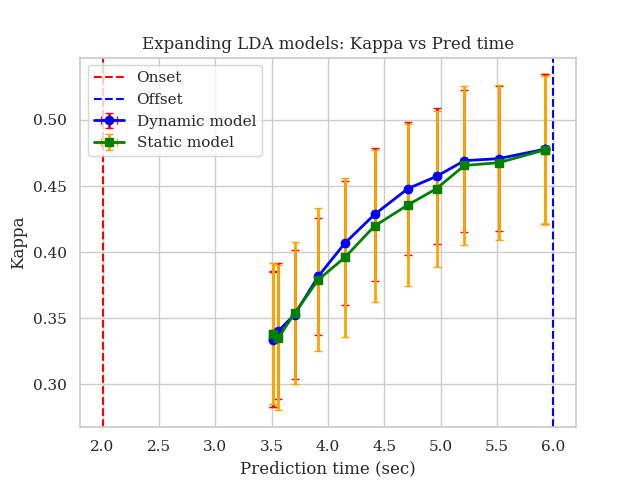 Expanding LDA models: Kappa vs Pred time
Onset
Offset
Dynamic model
Static model
Kappa
0.50
0.45
0.40
0.35
0.30
2.0 2.5 3.0 3.5 4.0 4.5 5.0 5.5 6.0
Prediction time (sec)